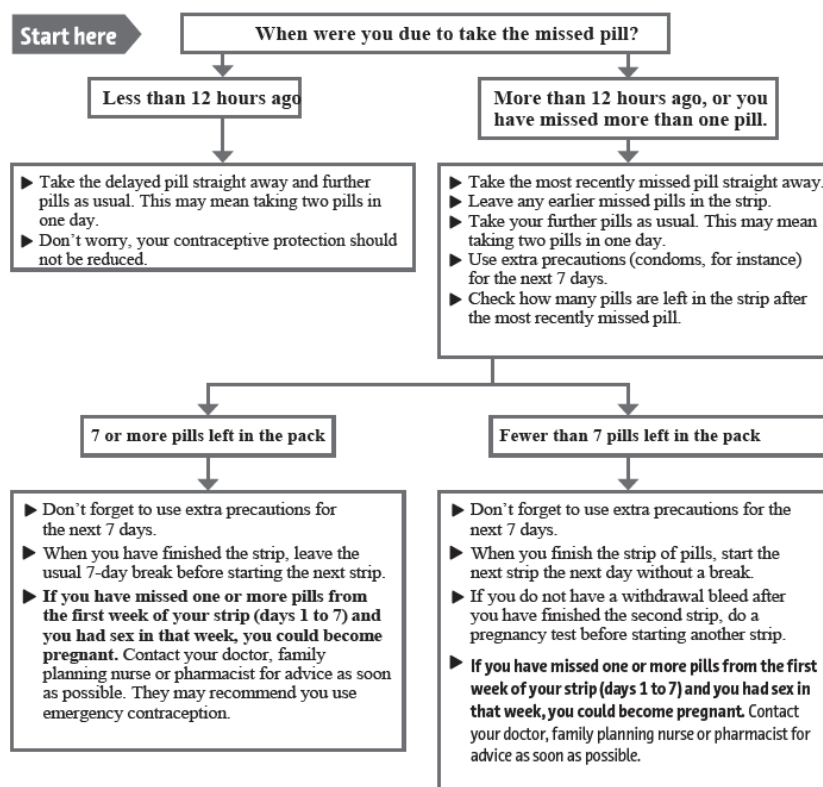 Start here
When were you due to take the missed pill?
Less than 12 hours ago
More than 12 hours ago, or you
have missed more than one pill.
▶ Take the delayed pill straight away and further
pills as usual. This may mean taking two pills in
one day.
▶ Don’t worry, your contraceptive protection should
not be reduced.
▶ Take the most recently missed pill straight away.
▶ Leave any earlier missed pills in the strip.
▶ Take your further pills as usual. This may mean
taking two pills in one day.
▶ Use extra precautions (condoms, for instance)
for the next 7 days.
▶ Check how many pills are left in the strip after
the most recently missed pill.
7 or more pills left in the pack
Fewer than 7 pills left in the pack
▶ Don’t forget to use extra precautions for
the next 7 days.
▶ When you have finished the strip, leave the
usual 7-day break before starting the next strip.
▶ If you have missed one or more pills from
the first week of your strip (days 1 to 7) and
you had sex in that week, you could become
pregnant. Contact your doctor, family
planning nurse or pharmacist for advice as soon
as possible. They may recommend you use
emergency contraception.
▶ Don’t forget to use extra precautions for the
next 7 days.
▶ When you finish the strip of pills, start the
next strip the next day without a break.
▶ If you do not have a withdrawal bleed after
you have finished the second strip, do a
pregnancy test before starting another strip.
▶ If you have missed one or more pills from the first
week of your strip (days 1 to 7) and you had sex in
that week, you could become pregnant. Contact
your doctor, family planning nurse or pharmacist for
advice as soon as possible.